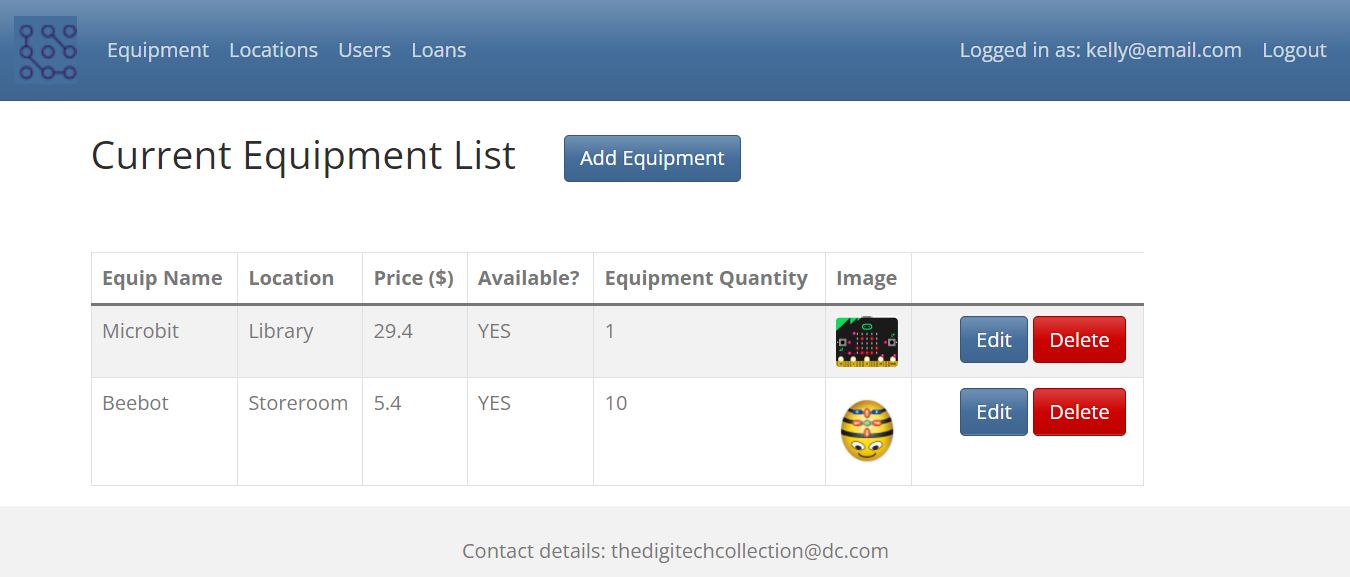 Equipment Locations Users Loans Logged in as: kelly@email.com Logout
Current Equipment List Add Equipment
Equip Name Location Price ($) Available? Equipment Quantity Image
Microbit Library 29.4 YES 1 Edit Delete
Beebot Storeroom 5.4 YES 10 Edit Delete
Contact details: thedigitechcollection@dc.com